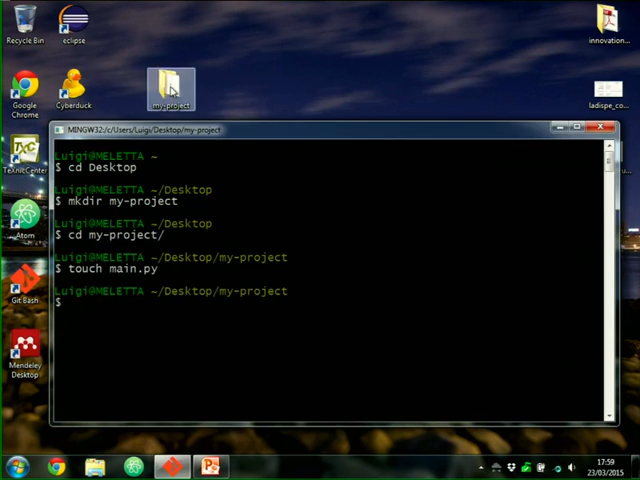 Recycle Bin
eclipse
innovation...
Google
Chrome
Cyberduck
my-project
ladispe_co...
MINGW32:/c/Users/Luigi/Desktop/my-project
Luigi@MELETTA ~
$ cd Desktop
TeXnicCenter
Luigi@MELETTA ~/Desktop
$ mkdir my-project
Luigi@MELETTA ~/Desktop
$ cd my-project/
Atom
Luigi@MELETTA ~/Desktop/my-project
$ touch main.py
Luigi@MELETTA ~/Desktop/my-project
$
Git Bash
Mendeley
Desktop
17:59
23/03/2015